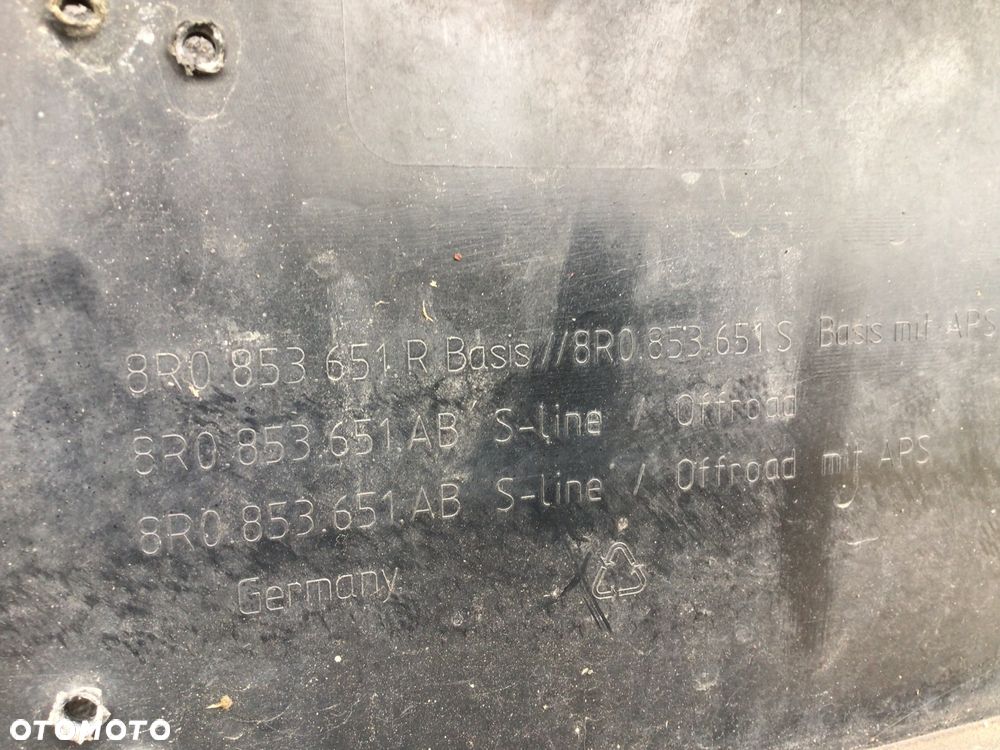 8R0.853.651.R Basis//8R0.853.651.S Basis mit APS
8R0.853.651.AB S-line / Offroad
8R0.853.651.AB S-line / Offroad mit APS
Germany
OTOMOTO